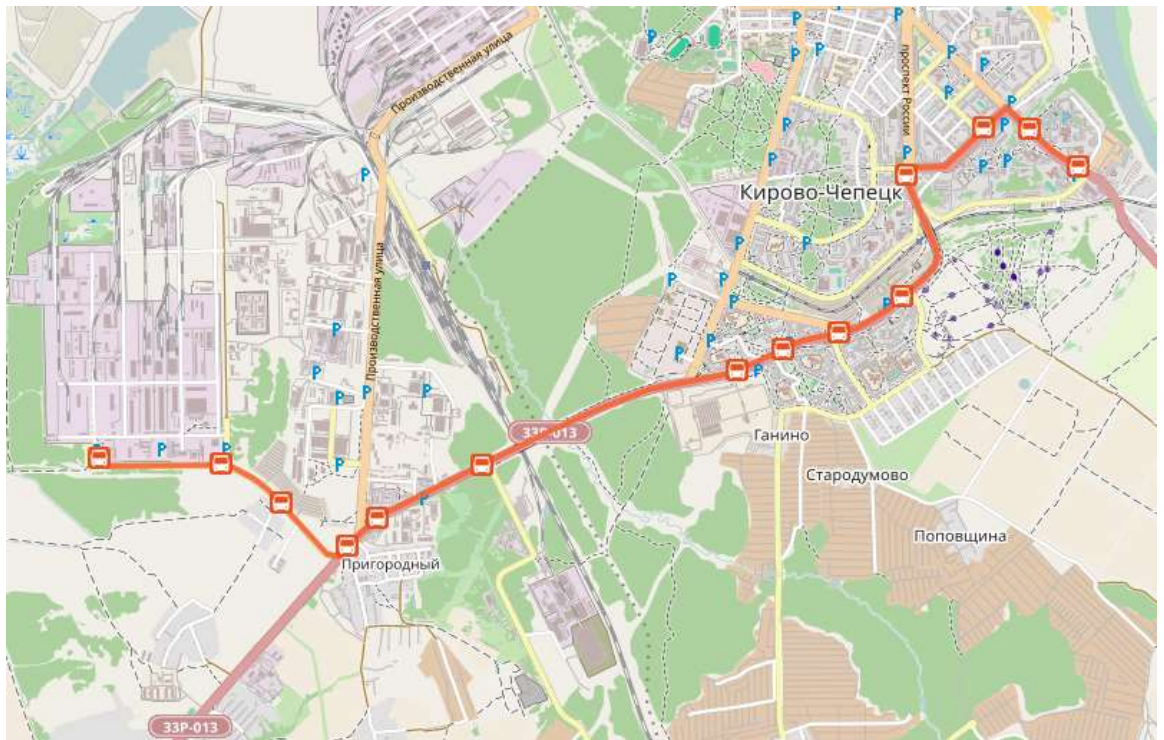 Производственная улица
проспект России
Кирово-Чепецк
Производственная улица
33Р-013
Ганино
Стародумово
Поповщина
Пригородный
33Р-013